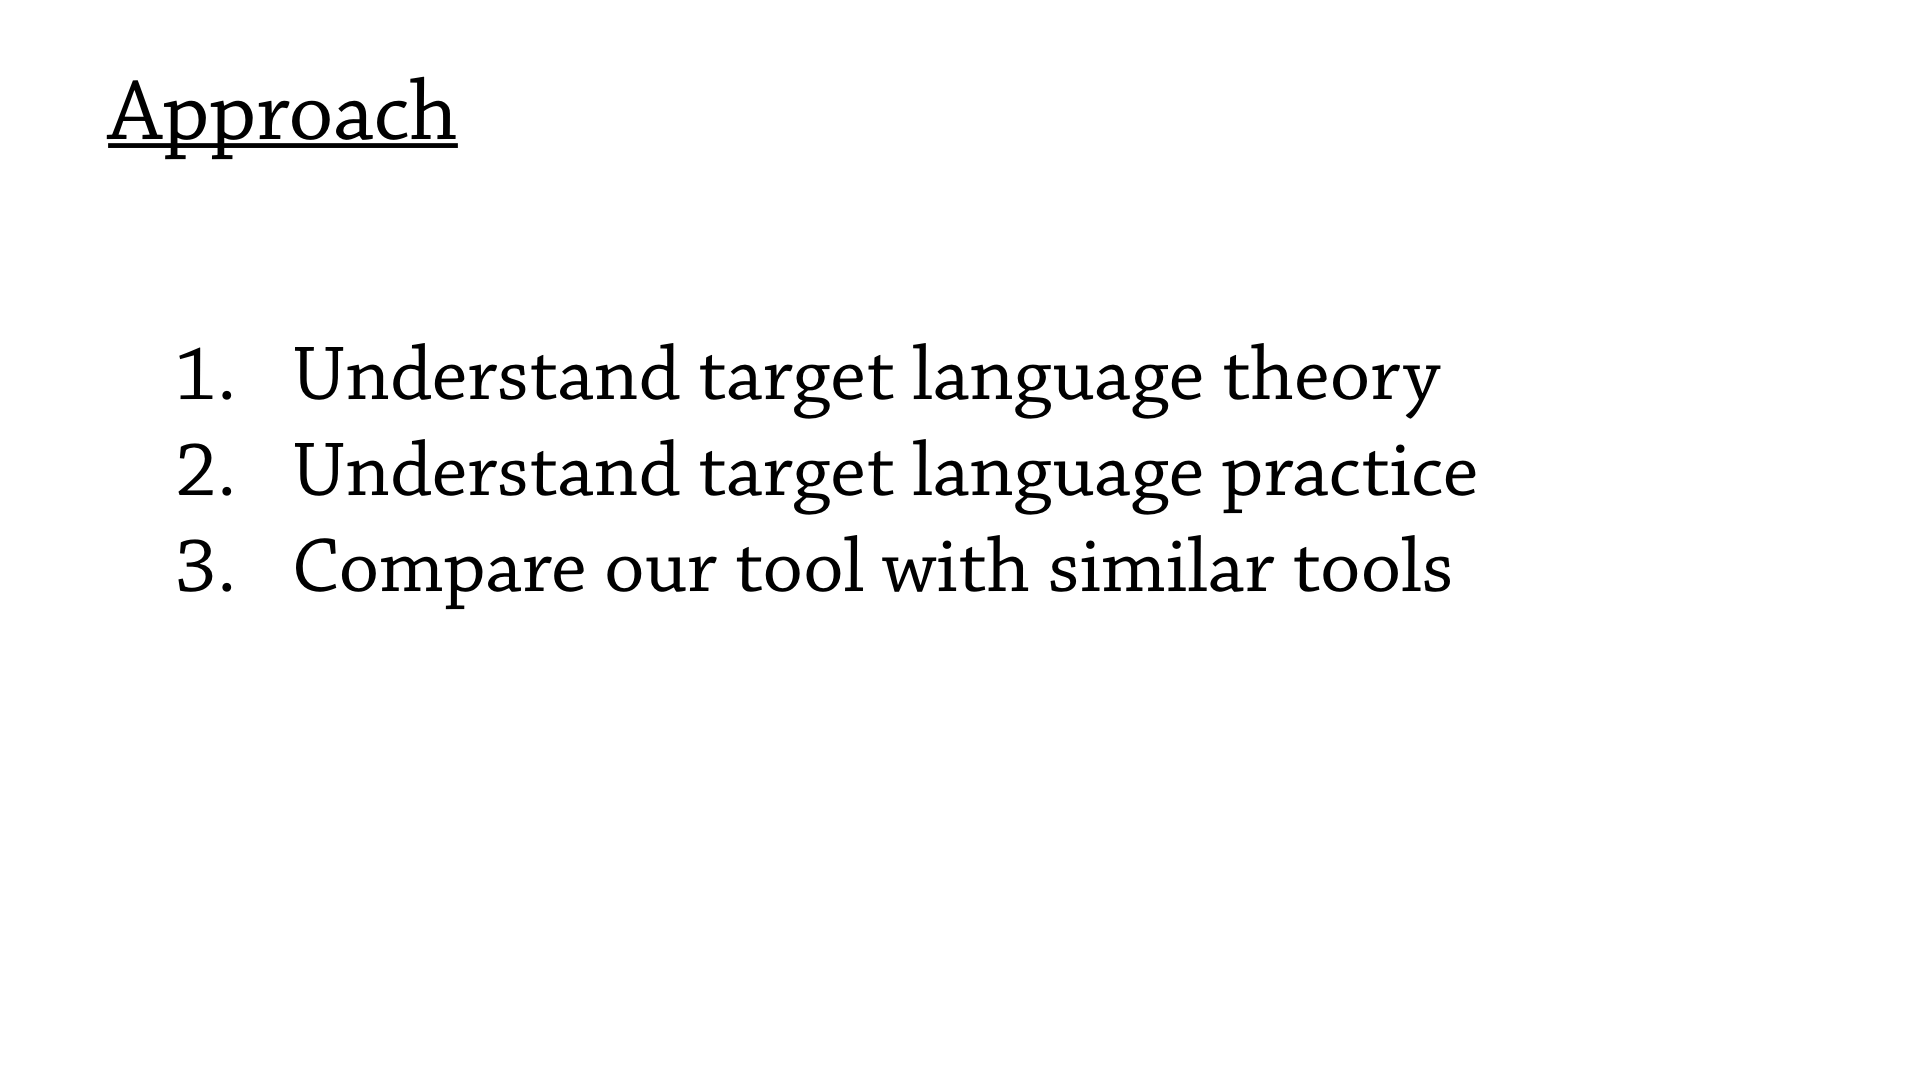 Approach
1. Understand target language theory
2. Understand target language practice
3. Compare our tool with similar tools